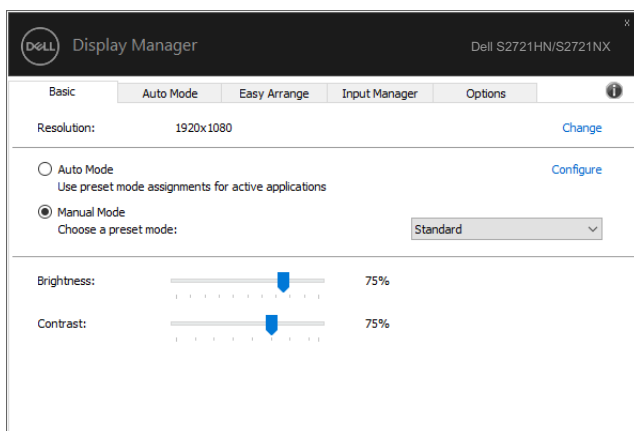 x
DELL Display Manager Dell S2721HN/S2721NX
Basic Auto Mode Easy Arrange Input Manager Options
Resolution: 1920x1080 Change
Auto Mode Configure
Use preset mode assignments for active applications
Manual Mode
Choose a preset mode: Standard
Brightness: 75%
Contrast: 75%